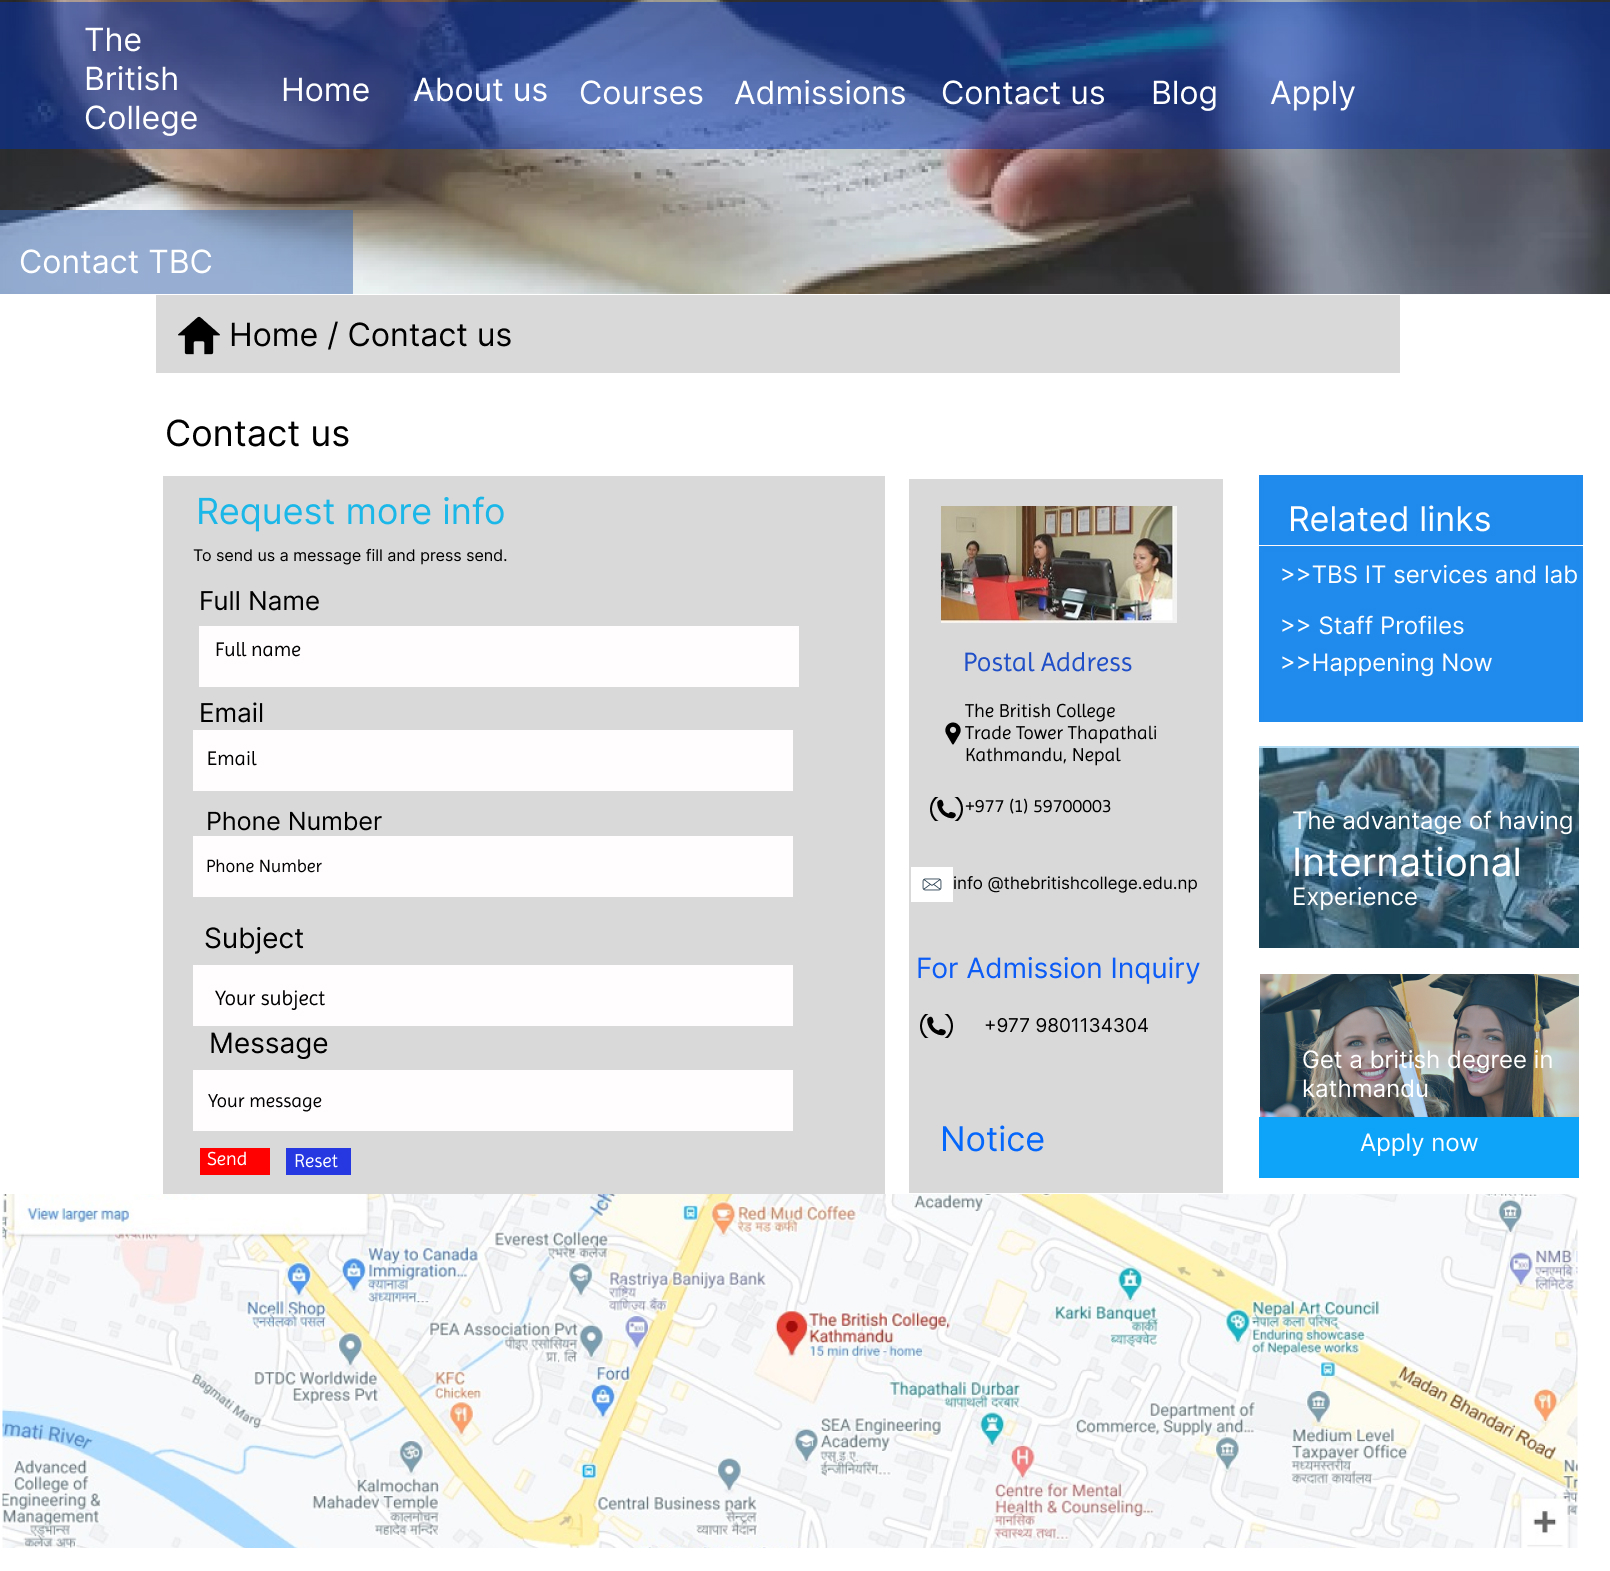 The
British
College
Home About us Courses Admissions Contact us Blog Apply
Contact TBC
Home / Contact us
Contact us
Request more info
To send us a message fill and press send.
Full Name
Full name
Email
Email
Phone Number
Phone Number
Subject
Your subject
Message
Your message
Send Reset
Postal Address
The British College
Trade Tower Thapathali
Kathmandu, Nepal
+977 (1) 59700003
info @thebritishcollege.edu.np
For Admission Inquiry
+977 9801134304
Notice
Related links
>>TBS IT services and lab
>> Staff Profiles
>>Happening Now
The advantage of having
International
Experience
Get a british degree in
kathmandu
Apply now
View larger map
Red Mud Coffee
रेड मड कफी
Academy
Everest College
एभरेष्ट कलेज
Way to Canada
Immigration...
क्यानाडा
अध्यागमन...
Rastriya Banijya Bank
राष्ट्रिय
वाणिज्य बैंक
NMB
एनएमबि
लिमिटेड
Ncell Shop
एनसेलको पसल
PEA Association Pvt
पीइए एसोसियन
प्रा. लि
The British College,
Kathmandu
15 min drive - home
Karki Banquet
कार्की
ब्याङ्क्वेट
Nepal Art Council
नेपाल कला परिषद्
Enduring showcase
of Nepalese works
DTDC Worldwide
Express Pvt
KFC
Chicken
Ford
Bagmati Marg
Thapathali Durbar
थापाथली दरबार
Madan Bhandari Road
mati River
SEA Engineering
Academy
एस्इए
ईन्जीनियरिंग...
Department of
Commerce, Supply and...
Medium Level
Taxpayer Office
मध्यमस्तरीय
करदाता कार्यालय
Advanced
College of
Engineering &
Management
एडभान्स
कलेज अफ
Kalmochan
Mahadev Temple
कालमोचन
महादेव मन्दिर
Central Business park
सेन्ट्रल
व्यापार मैदान
H
Centre for Mental
Health & Counseling...
मानसिक
स्वास्थ्य तथा...
+